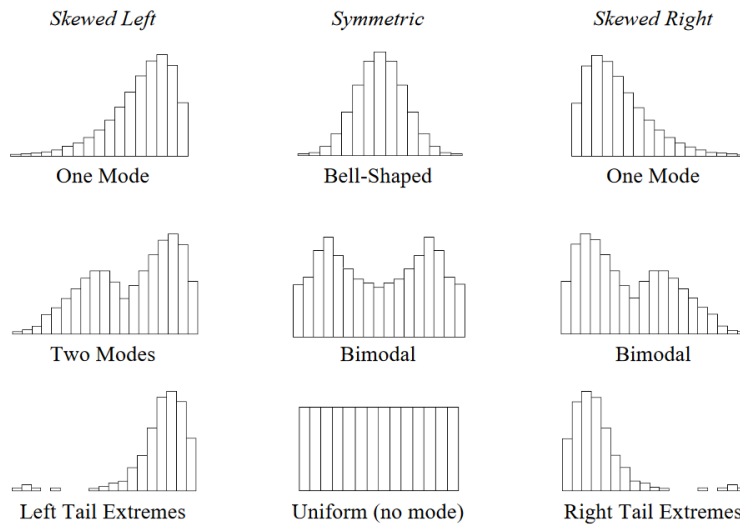 Skewed Left
Symmetric
Skewed Right
One Mode
Bell-Shaped
One Mode
Two Modes
Bimodal
Bimodal
Left Tail Extremes
Uniform (no mode)
Right Tail Extremes